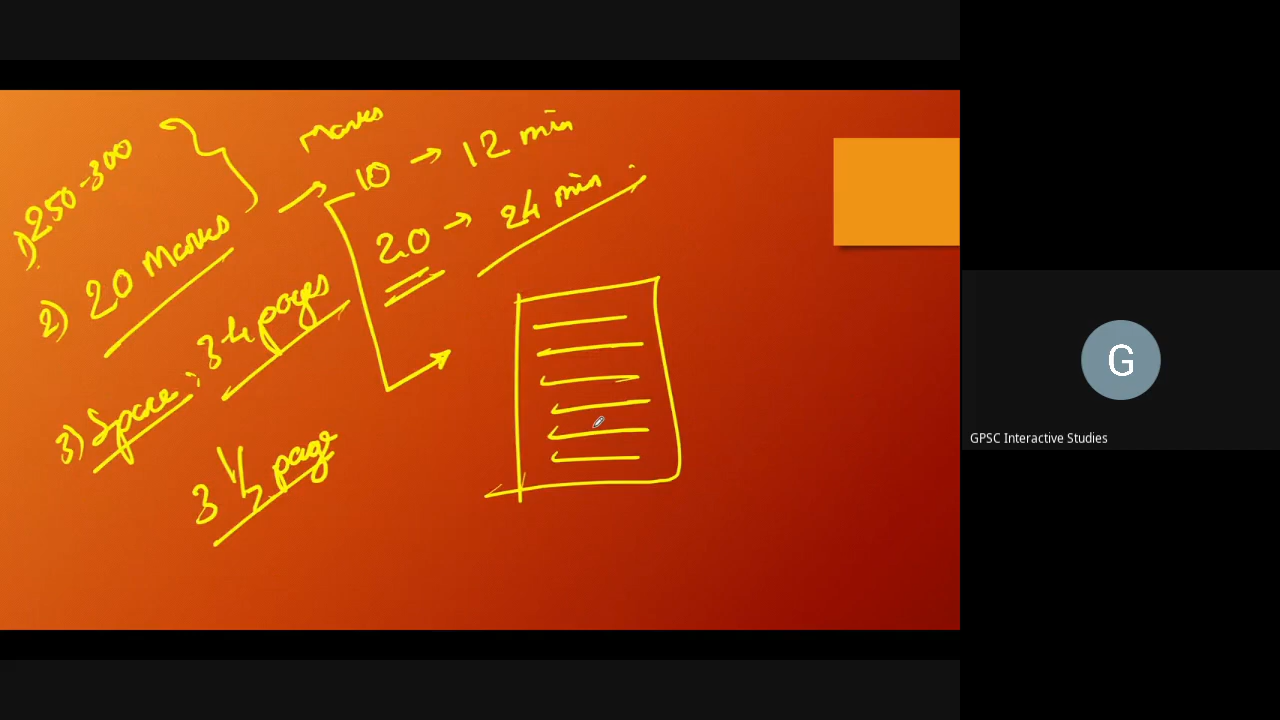 1) 250-300
2) 20 Marks
3) Space : 3-4 pages
3 1/2 page
Marks
10 → 12 min
20 → 24 min
G
GPSC Interactive Studies